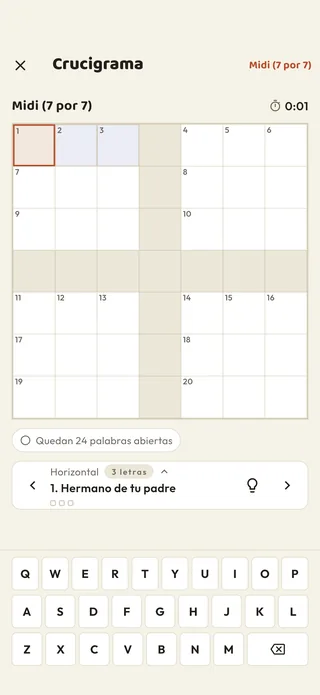 Crucigrama
Midi (7 por 7)
Midi (7 por 7)
0:01
1 2 3 4 5 6
7 8
9 10
11 12 13 14 15 16
17 18
19 20
Quedan 24 palabras abiertas
Horizontal 3 letras
1. Hermano de tu padre
Q W E R T Y U I O P
A S D F G H J K L
Z X C V B N M